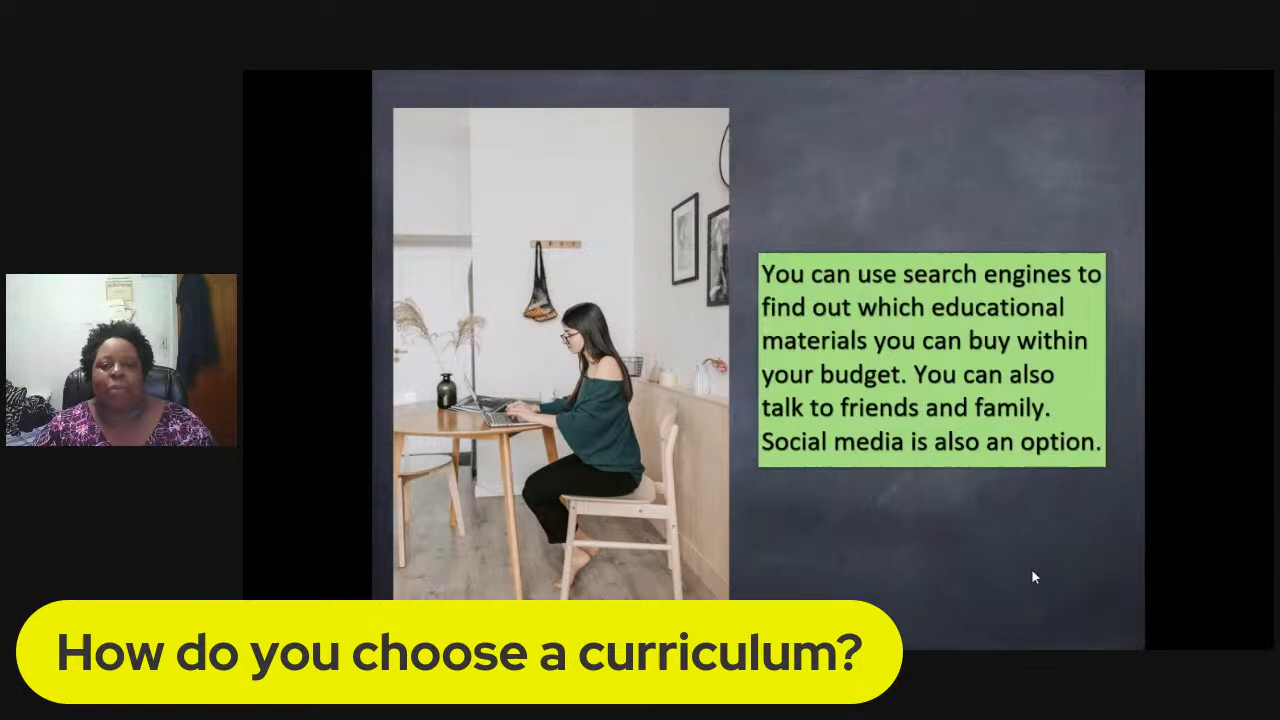 You can use search engines to
find out which educational
materials you can buy within
your budget. You can also
talk to friends and family.
Social media is also an option.
How do you choose a curriculum?